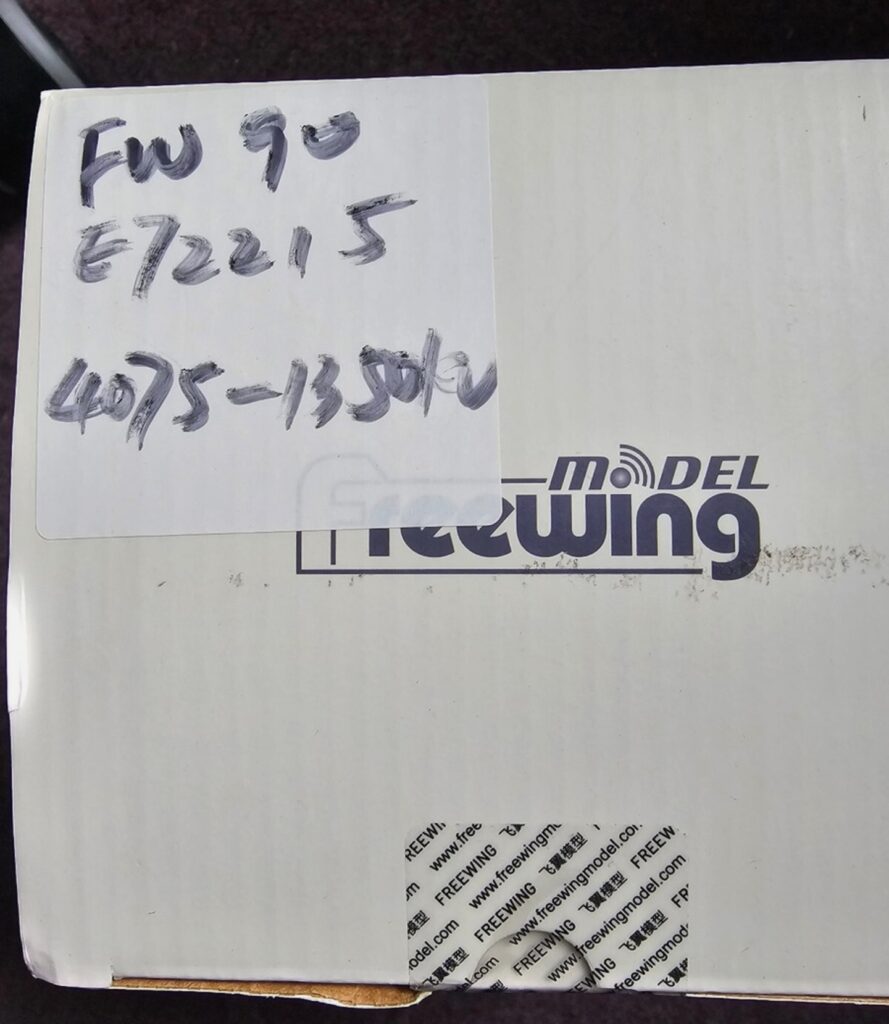 FW 90
E72215
4075-1350kv
MODEL
freewing
FREEWING www.freewingmodel.com 飞翼模型